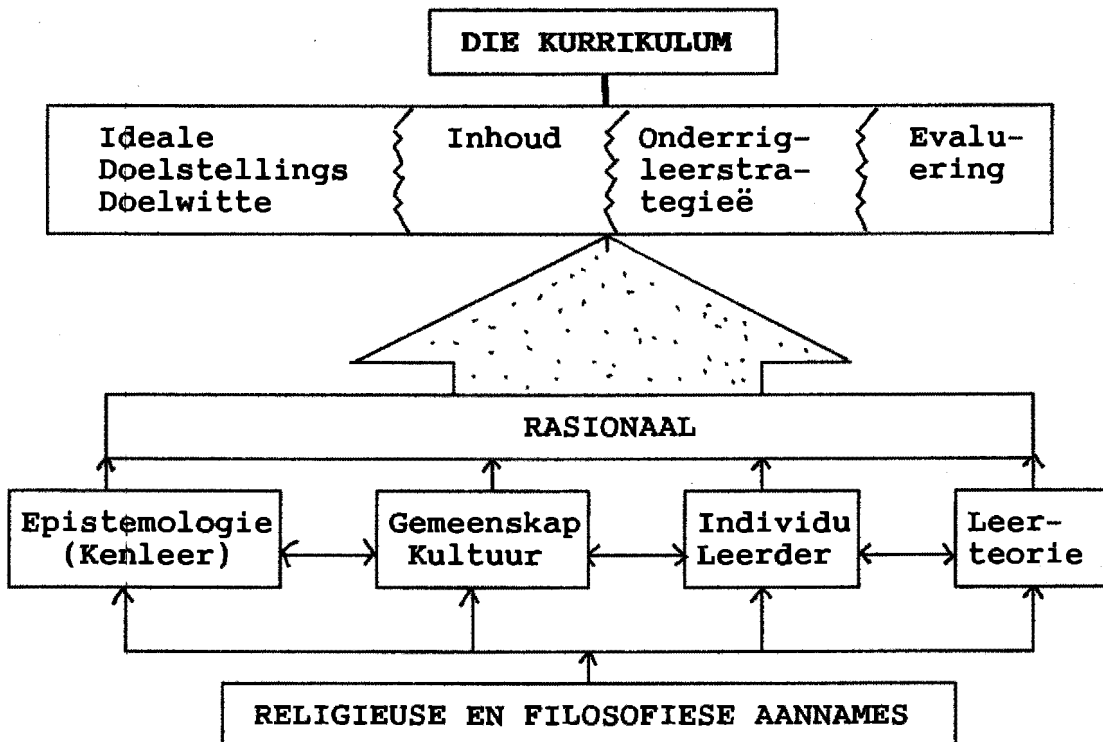 DIE KURRIKULUM
Ideale
Doelstellings
Doelwitte
Inhoud
Onderrig-
leerstra-
tegieë
Evalu-
ering
RASIONAAL
Epistemologie
(Kenleer)
Gemeenskap
Kultuur
Individu
Leerder
Leer-
teorie
RELIGIEUSE EN FILOSOFIESE AANNAMES